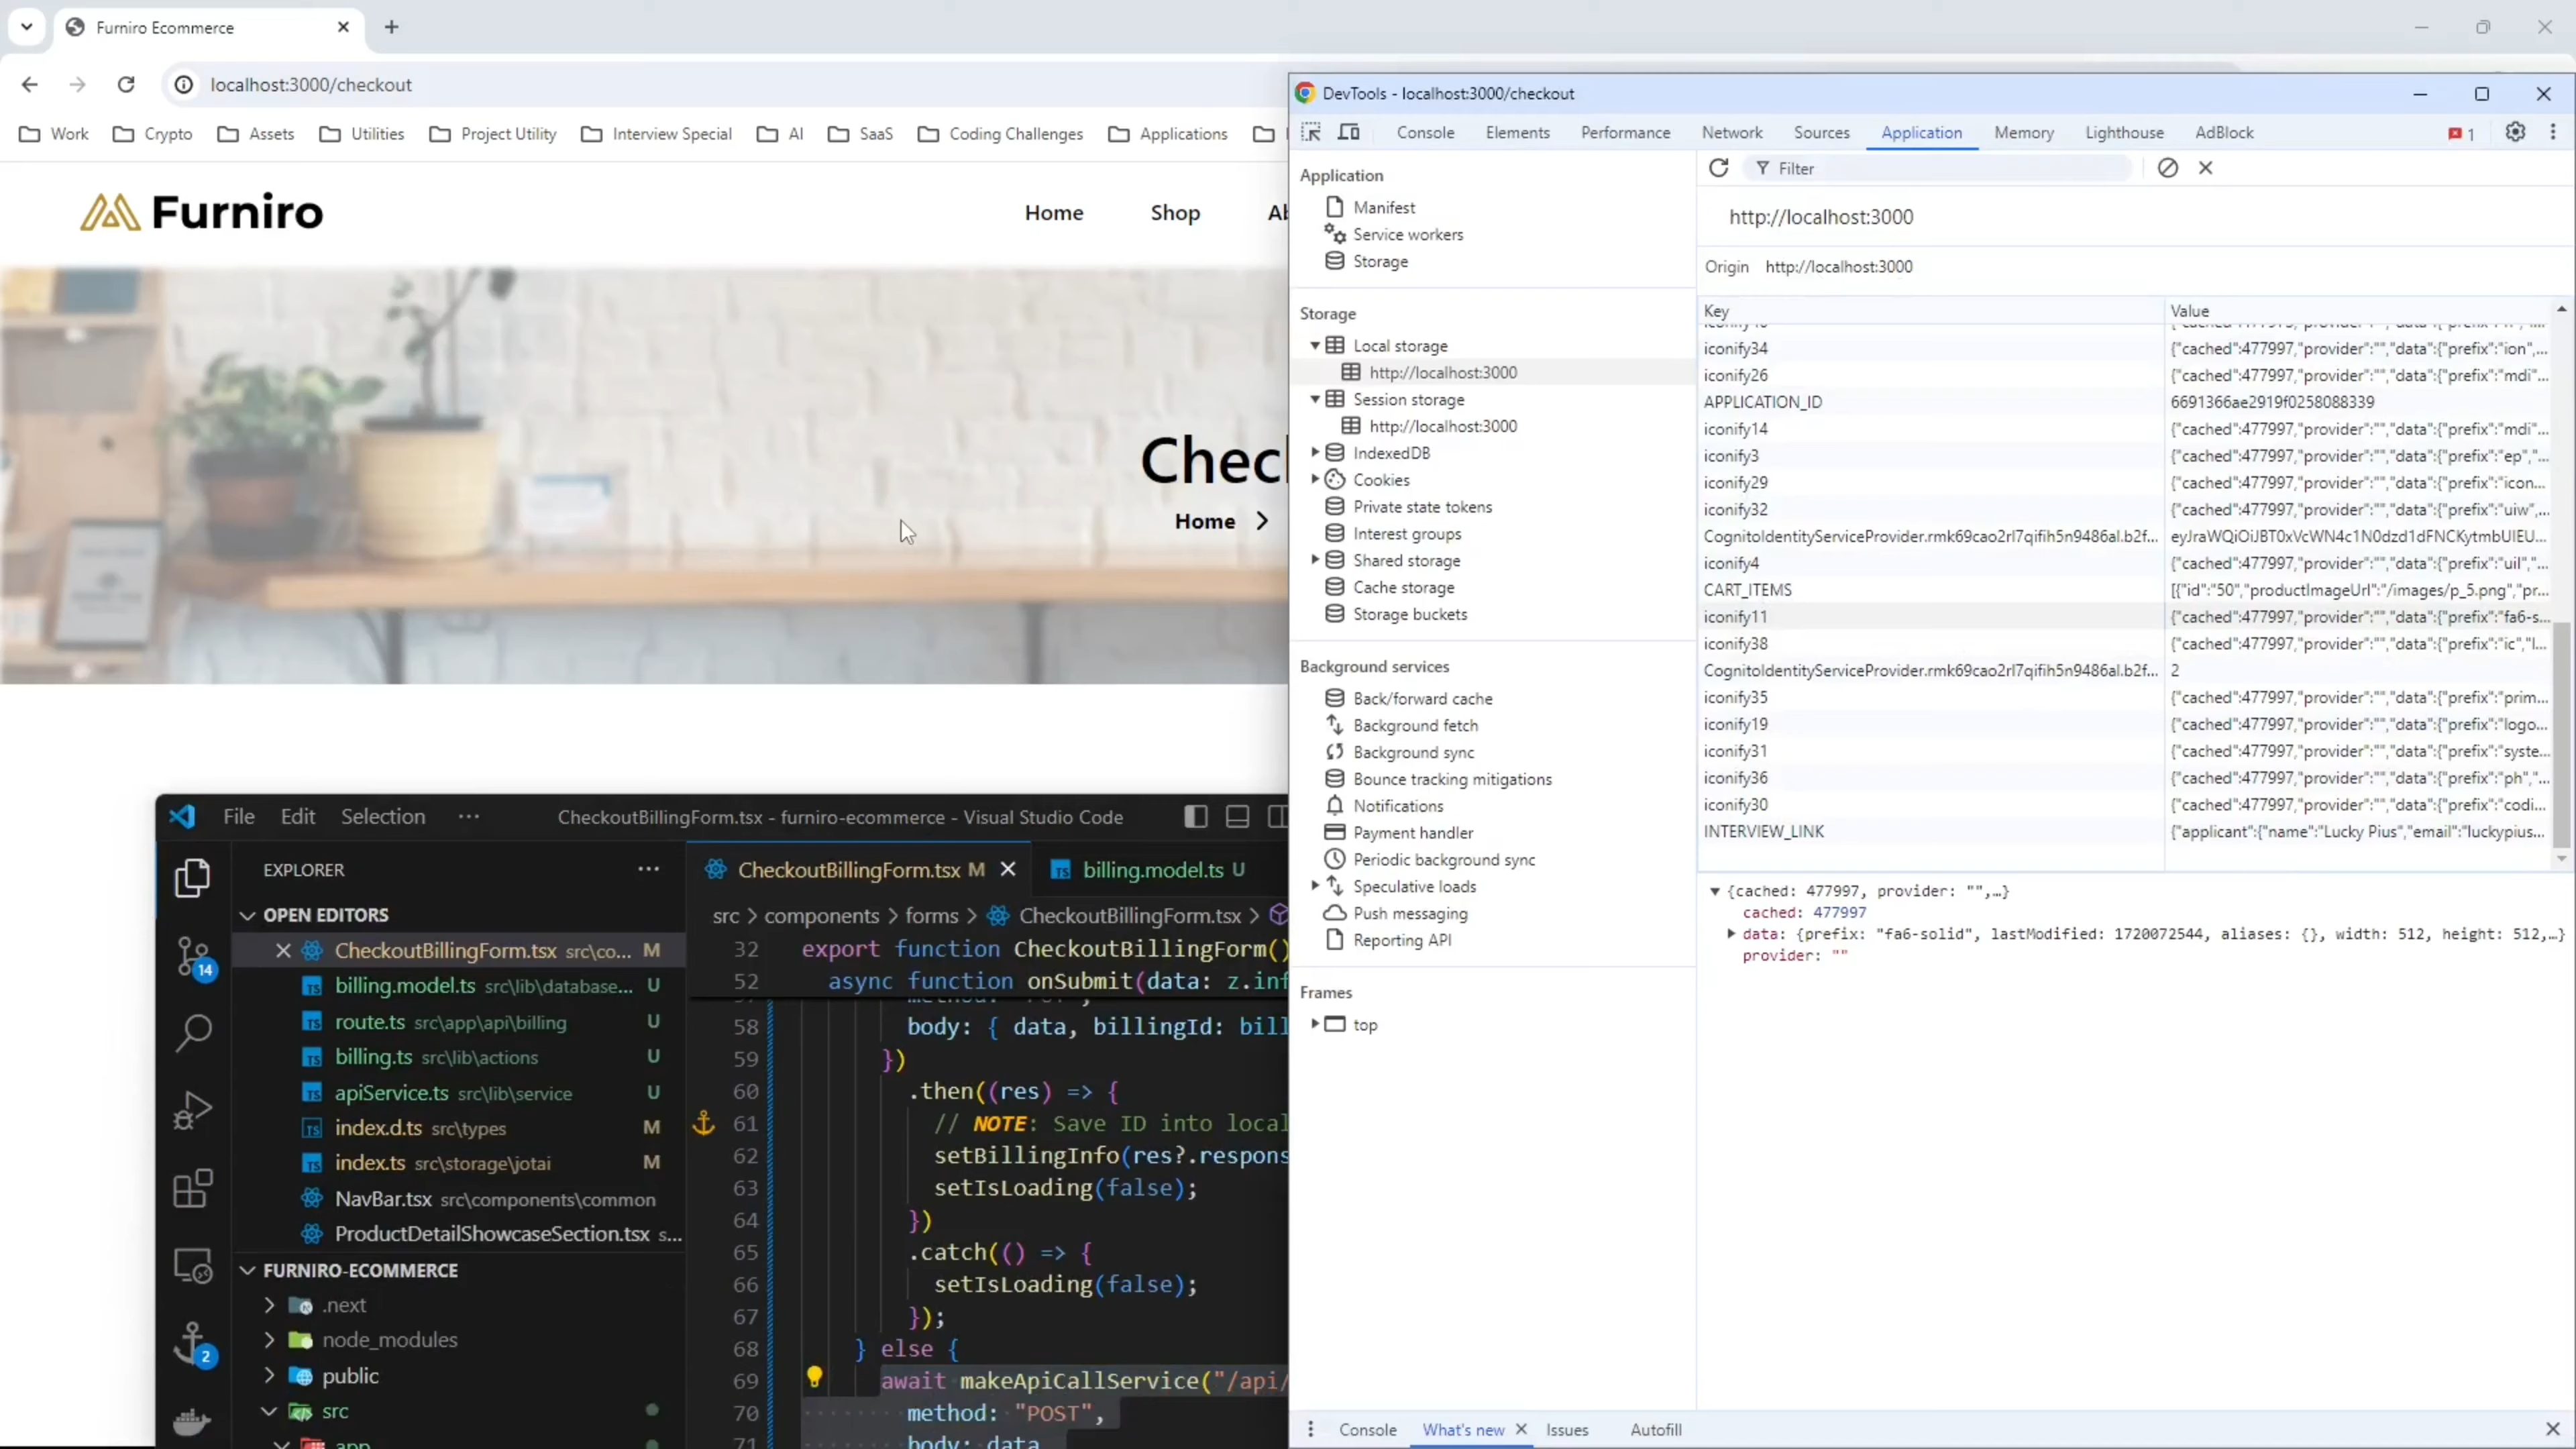 Furniro Ecommerce
localhost:3000/checkout
Work Crypto Assets Utilities Project Utility Interview Special AI SaaS Coding Challenges Applications
Furniro
Home Shop
Home
File Edit Selection ··· CheckoutBillingForm.tsx - furniro-ecommerce - Visual Studio Code
EXPLORER ···
OPEN EDITORS
CheckoutBillingForm.tsx src\co... M
billing.model.ts src\lib\database... U
route.ts src\app\api\billing U
billing.ts src\lib\actions U
apiService.ts src\lib\service U
index.d.ts src\types M
index.ts src\storage\jotai M
NavBar.tsx src\components\common
ProductDetailShowcaseSection.tsx s...
FURNIRO-ECOMMERCE
.next
node_modules
public
src
app
14
2
CheckoutBillingForm.tsx M billing.model.ts U
src > components > forms > CheckoutBillingForm.tsx >
32 export function CheckoutBillingForm()
52 async function onSubmit(data: z.inf
58 body: { data, billingId: bill
59 })
60 .then((res) => {
61 // NOTE: Save ID into local
62 setBillingInfo(res?.respons
63 setIsLoading(false);
64 })
65 .catch(() => {
66 setIsLoading(false);
67 });
68 } else {
69 await makeApiCallService("/api/
70 method: "POST",
71 body: data
DevTools - localhost:3000/checkout
Console Elements Performance Network Sources Application Memory Lighthouse AdBlock 1
Application
Manifest
Service workers
Storage
Storage
Local storage
http://localhost:3000
Session storage
http://localhost:3000
IndexedDB
Cookies
Private state tokens
Interest groups
Shared storage
Cache storage
Storage buckets
Background services
Back/forward cache
Background fetch
Background sync
Bounce tracking mitigations
Notifications
Payment handler
Periodic background sync
Speculative loads
Push messaging
Reporting API
Frames
top
Filter
http://localhost:3000
Origin http://localhost:3000
Key Value
iconify34 {"cached":477997,"provider":"","data":{"prefix":"ion",...
iconify26 {"cached":477997,"provider":"","data":{"prefix":"mdi"...
APPLICATION_ID 6691366ae2919f0258088339
iconify14 {"cached":477997,"provider":"","data":{"prefix":"mdi"...
iconify3 {"cached":477997,"provider":"","data":{"prefix":"ep",...
iconify29 {"cached":477997,"provider":"","data":{"prefix":"icon...
iconify32 {"cached":477997,"provider":"","data":{"prefix":"uiw",...
CognitoIdentityServiceProvider.rmk69cao2rl7qifih5n9486al.b2f...
iconify4 {"cached":477997,"provider":"","data":{"prefix":"uil","...
CART_ITEMS [{"id":"50","productImageUrl":"/images/p_5.png","pr...
iconify11 {"cached":477997,"provider":"","data":{"prefix":"fa6-s...
iconify38 {"cached":477997,"provider":"","data":{"prefix":"ic","l...
CognitoIdentityServiceProvider.rmk69cao2rl7qifih5n9486al.b2f... 2
iconify35 {"cached":477997,"provider":"","data":{"prefix":"prim...
iconify19 {"cached":477997,"provider":"","data":{"prefix":"logo...
iconify31 {"cached":477997,"provider":"","data":{"prefix":"syste...
iconify36 {"cached":477997,"provider":"","data":{"prefix":"ph","...
iconify30 {"cached":477997,"provider":"","data":{"prefix":"codi...
INTERVIEW_LINK {"applicant":{"name":"Lucky Pius","email":"luckypius...
{cached: 477997, provider: "",…}
cached: 477997
data: {prefix: "fa6-solid", lastModified: 1720072544, aliases: {}, width: 512, height: 512,…}
provider: ""
Console What's new Issues Autofill